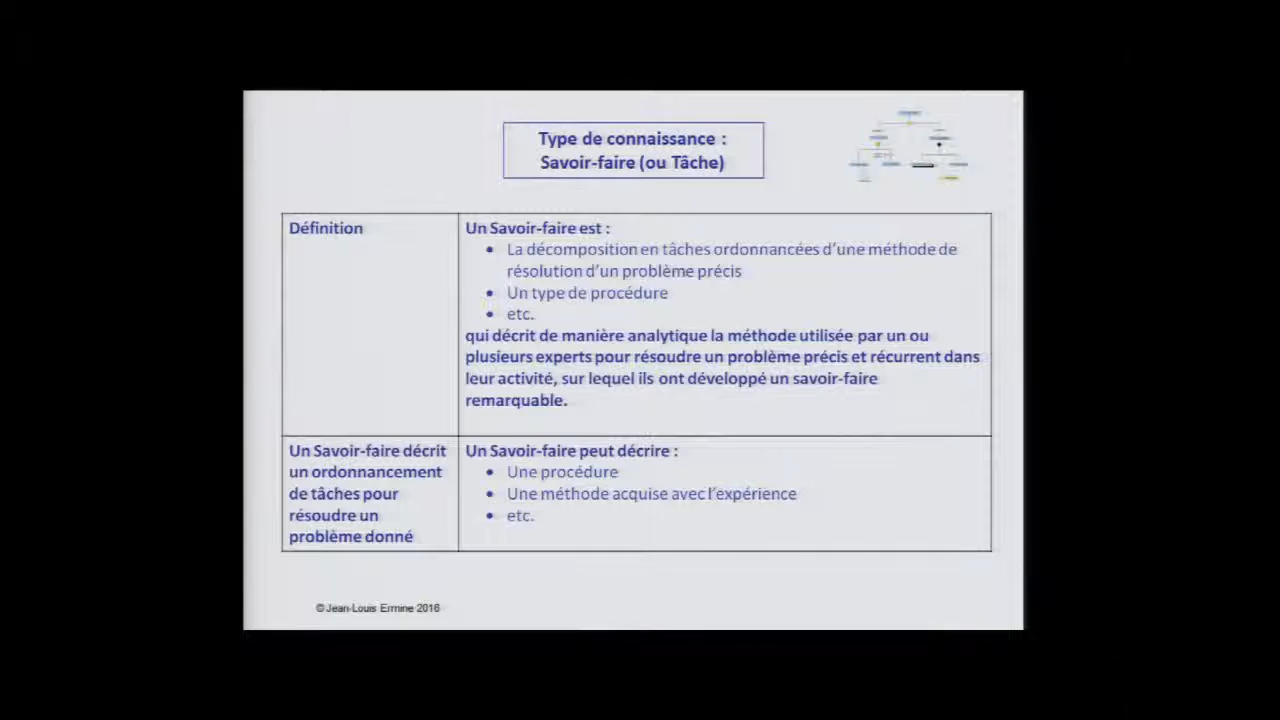 Type de connaissance :
Savoir-faire (ou Tâche)
Définition
Un Savoir-faire est :
• La décomposition en tâches ordonnancées d'une méthode de
résolution d'un problème précis
• Un type de procédure
• etc.
qui décrit de manière analytique la méthode utilisée par un ou
plusieurs experts pour résoudre un problème précis et récurrent dans
leur activité, sur lequel ils ont développé un savoir-faire
remarquable.
Un Savoir-faire décrit
un ordonnancement
de tâches pour
résoudre un
problème donné
Un Savoir-faire peut décrire :
• Une procédure
• Une méthode acquise avec l'expérience
• etc.
© Jean-Louis Ermine 2016